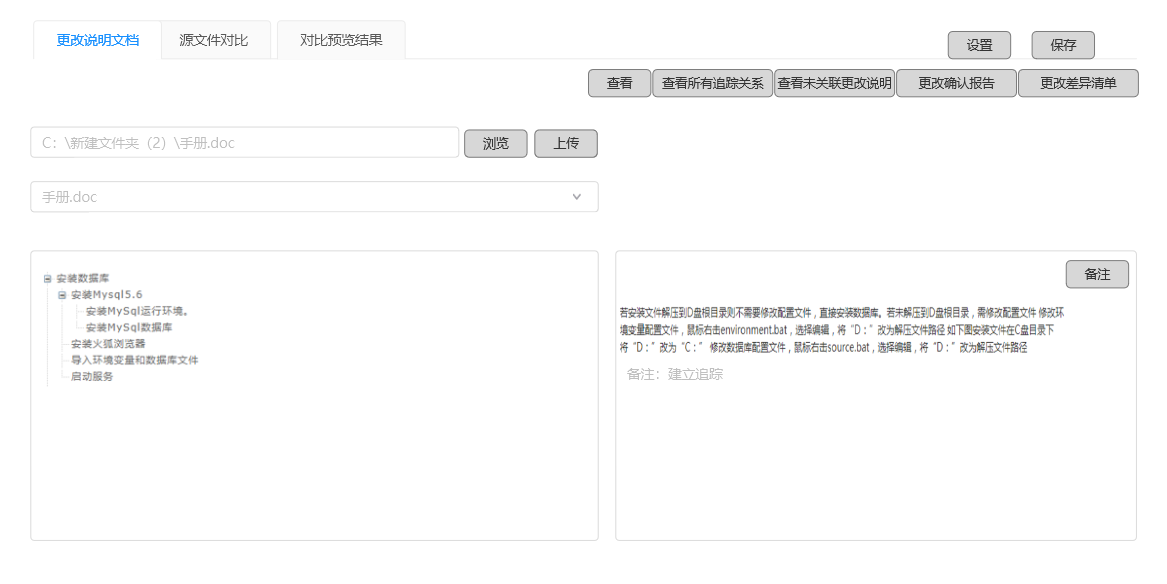 更改说明文档 源文件对比 对比预览结果
设置 保存
查看 查看所有追踪关系 查看未关联更改说明 更改确认报告 更改差异清单
C：\新建文件夹（2）\手册.doc 浏览 上传
手册.doc
备注
安装数据库
安装Mysql5.6
安装MySql运行环境。
安装MySql数据库
安装火狐浏览器
导入环境变量和数据库文件
启动服务
若安装文件解压到D盘根目录则不需要修改配置文件，直接安装数据库。若未解压到D盘根目录，需修改配置文件 修改环
境变量配置文件，鼠标右击environment.bat，选择编辑，将“D：”改为解压文件路径 如下图安装文件在C盘目录下
将“D：”改为“C：” 修改数据库配置文件，鼠标右击source.bat，选择编辑，将“D：”改为解压文件路径
备注：建立追踪